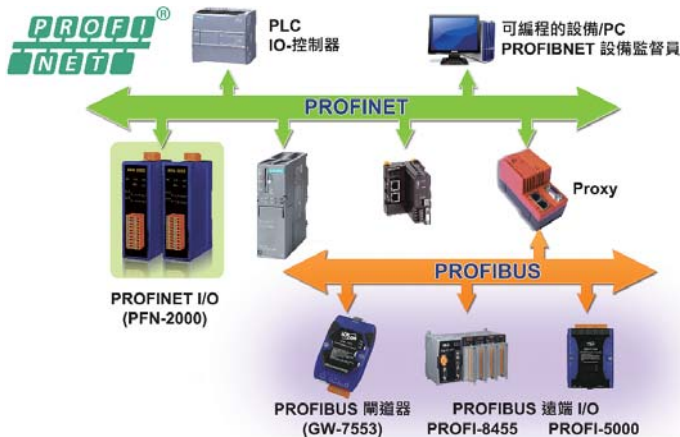 PROFI
NET
®
PLC
IO-控制器
可編程的設備/PC
PROFIBNET 設備監督員
PROFINET
Proxy
PROFINET I/O
(PFN-2000)
PROFIBUS
PROFIBUS 閘道器
(GW-7553)
PROFIBUS 遠端 I/O
PROFI-8455
PROFI-5000